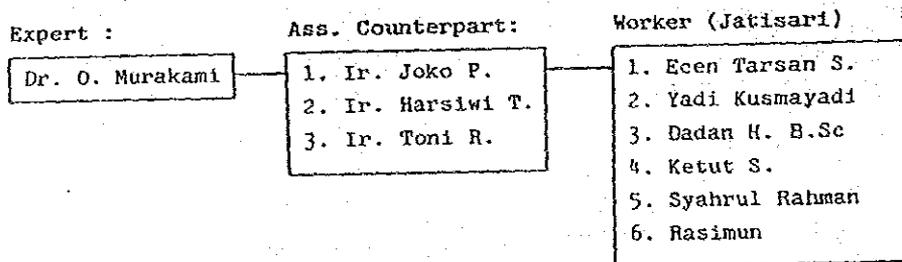 Expert :
Dr. O. Murakami
Ass. Counterpart:
1. Ir. Joko P.
2. Ir. Harsiwi T.
3. Ir. Toni R.
Worker (Jatisari)
1. Ecen Tarsan S.
2. Yadi Kusmayadi
3. Dadan H. B.Sc
4. Ketut S.
5. Syahrul Rahman
6. Rasimun